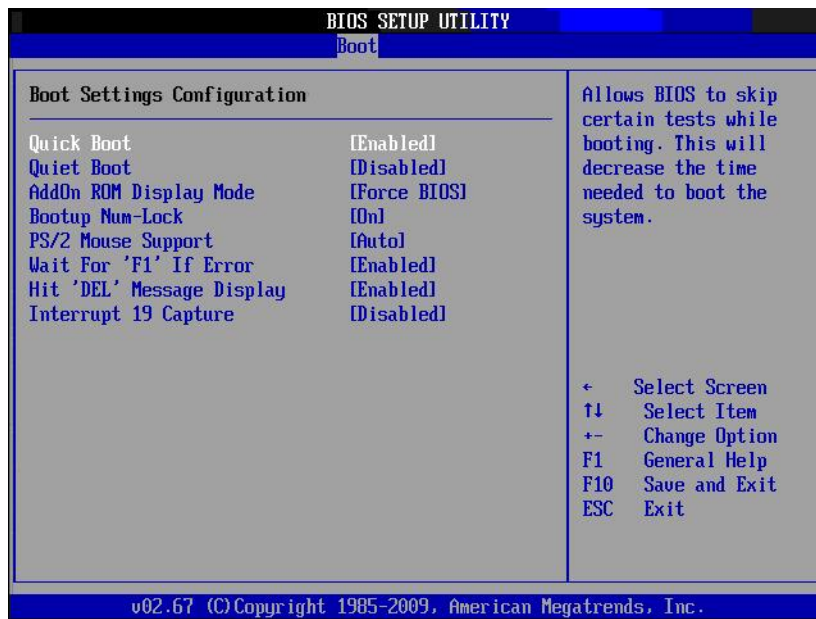 BIOS SETUP UTILITY
Boot
Boot Settings Configuration
Quick Boot [Enabled]
Quiet Boot [Disabled]
AddOn ROM Display Mode [Force BIOS]
Bootup Num-Lock [On]
PS/2 Mouse Support [Auto]
Wait For 'F1' If Error [Enabled]
Hit 'DEL' Message Display [Enabled]
Interrupt 19 Capture [Disabled]
Allows BIOS to skip
certain tests while
booting. This will
decrease the time
needed to boot the
system.
← Select Screen
↑↓ Select Item
+- Change Option
F1 General Help
F10 Save and Exit
ESC Exit
v02.67 (C)Copyright 1985-2009, American Megatrends, Inc.